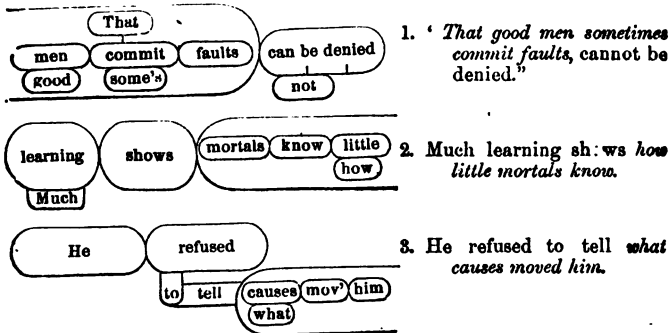 That
men commit faults can be denied
good some's not
1. ‘ That good men sometimes
commit faults, cannot be
denied.”
learning shows mortals know little
how
Much
2. Much learning sh:ws how
little mortals know.
He refused
to tell causes mov' him
what
3. He refused to tell what
causes moved him.